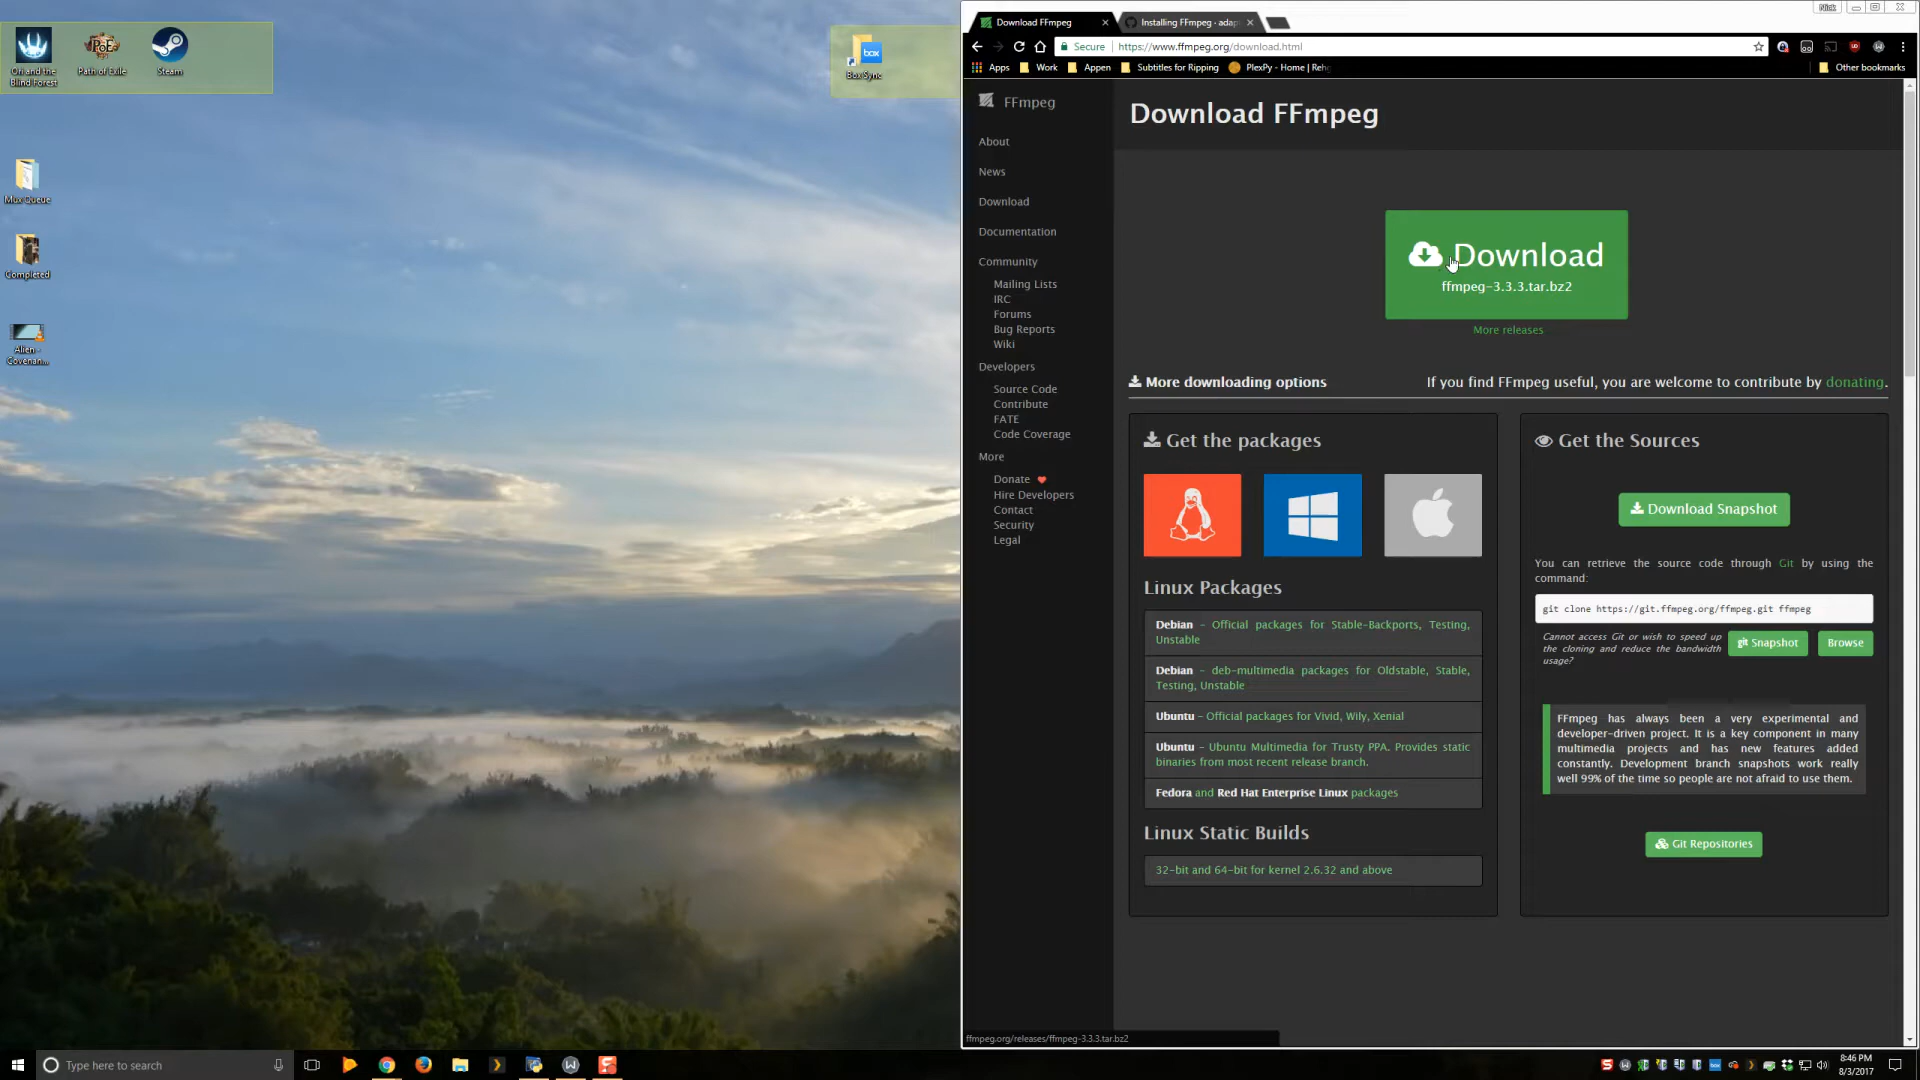 Ori and the
Blind Forest
Path of Exile
Steam
box
Box Sync
Mux Queue
Completed
Alien -
Covenan...
Download FFmpeg
Installing FFmpeg · adap
Nick
Secure
https://www.ffmpeg.org/download.html
Apps
Work
Appen
Subtitles for Ripping
PlexPy - Home | Reh
Other bookmarks
FFmpeg
About
News
Download
Documentation
Community
Mailing Lists
IRC
Forums
Bug Reports
Wiki
Developers
Source Code
Contribute
FATE
Code Coverage
More
Donate
Hire Developers
Contact
Security
Legal
Download FFmpeg
Download
ffmpeg-3.3.3.tar.bz2
More releases
More downloading options
If you find FFmpeg useful, you are welcome to contribute by donating.
Get the packages
Linux Packages
Debian – Official packages for Stable-Backports, Testing,
Unstable
Debian – deb-multimedia packages for Oldstable, Stable,
Testing, Unstable
Ubuntu – Official packages for Vivid, Wily, Xenial
Ubuntu – Ubuntu Multimedia for Trusty PPA. Provides static
binaries from most recent release branch.
Fedora and Red Hat Enterprise Linux packages
Linux Static Builds
32-bit and 64-bit for kernel 2.6.32 and above
Get the Sources
Download Snapshot
You can retrieve the source code through Git by using the
command:
git clone https://git.ffmpeg.org/ffmpeg.git ffmpeg
Cannot access Git or wish to speed up
the cloning and reduce the bandwidth
usage?
git Snapshot
Browse
FFmpeg has always been a very experimental and
developer-driven project. It is a key component in many
multimedia projects and has new features added
constantly. Development branch snapshots work really
well 99% of the time so people are not afraid to use them.
Git Repositories
ffmpeg.org/releases/ffmpeg-3.3.3.tar.bz2
Type here to search
8:46 PM
8/3/2017